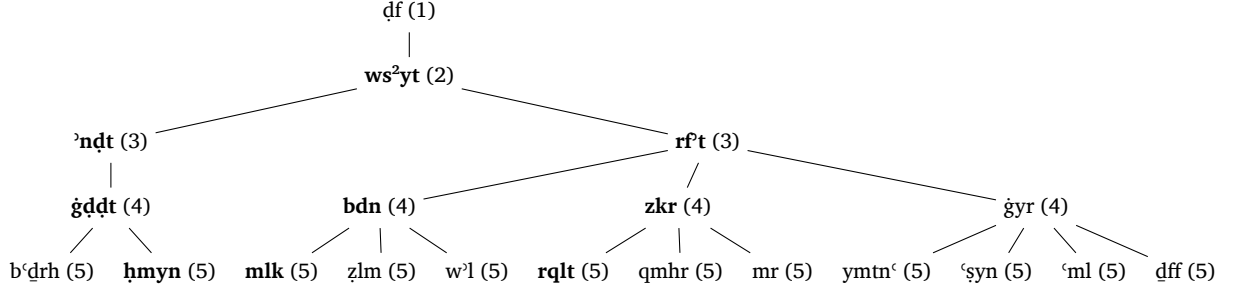 ḍf (1)
ws²yt (2)
ʾnḍt (3) rfʾt (3)
ġḍḍt (4) bdn (4) zkr (4) ġyr (4)
bʿḏrh (5) ḥmyn (5) mlk (5) ẓlm (5) wʾl (5) rqlt (5) qmhr (5) mr (5) ymtnʿ (5) ʿṣyn (5) ʿml (5) ḏff (5)